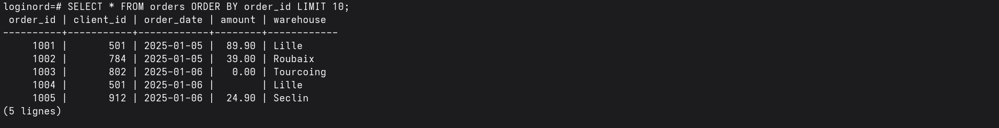 loginord=# SELECT * FROM orders ORDER BY order_id LIMIT 10;
 order_id | client_id | order_date | amount | warehouse
----------+-----------+------------+--------+------------
     1001 |       501 | 2025-01-05 |  89.90 | Lille
     1002 |       784 | 2025-01-05 |  39.00 | Roubaix
     1003 |       802 | 2025-01-06 |   0.00 | Tourcoing
     1004 |       501 | 2025-01-06 |        | Lille
     1005 |       912 | 2025-01-06 |  24.90 | Seclin
(5 lignes)